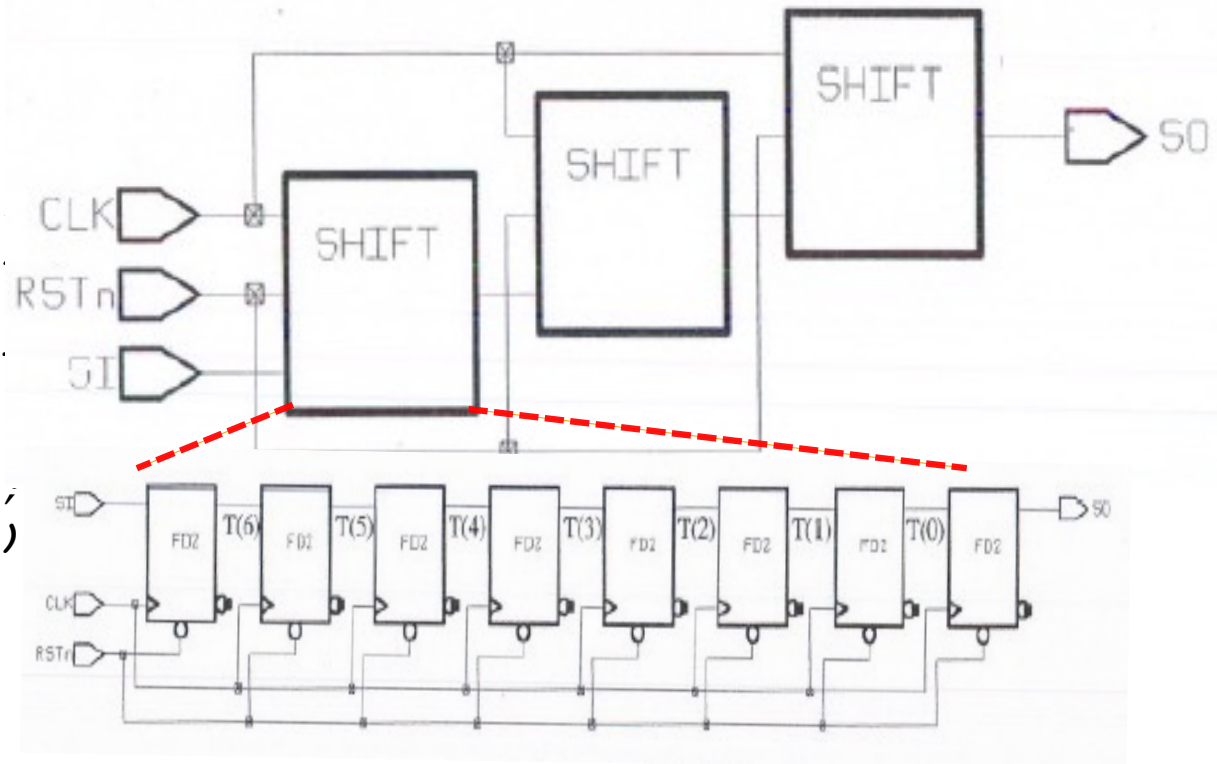 SHIFT
SO
SHIFT
CLK
SHIFT
RSTn
SI
)
SI
T(6) T(5) T(4) T(3) T(2) T(1) T(0)
SO
FD2 FD2 FD2 FD2 FD2 FD2 FD2 FD2
CLK
RSTn